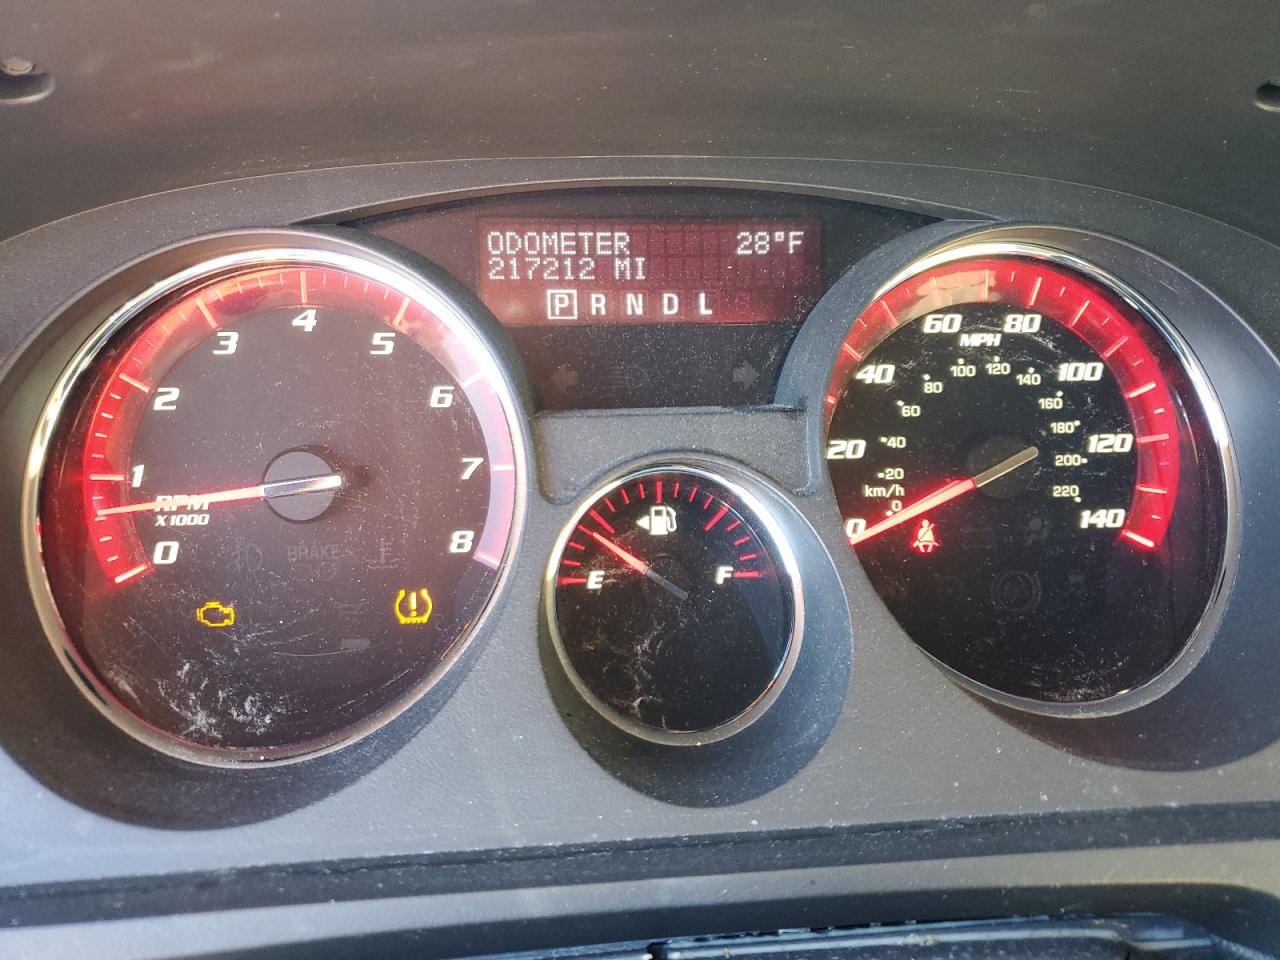 ODOMETER 28°F
217212 MI
P R N D L
0 1 2 3 4 5 6 7 8
RPM
X1000
BRAKE
E F
0 20 40 60 80 100 120 140
MPH
0 20 40 60 80 100 120 140 160 180 200 220
km/h